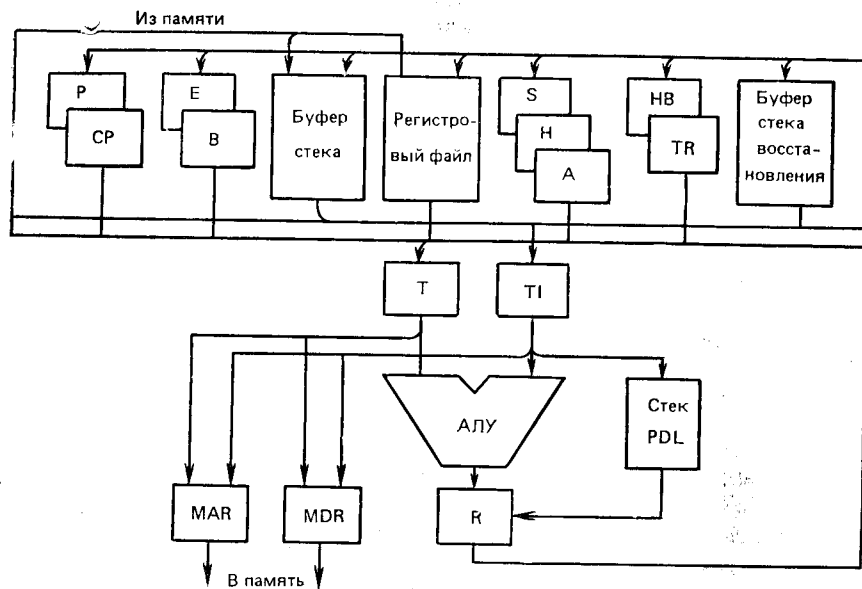 Из памяти
P
CP
E
B
Буфер
стека
Регистро-
вый файл
S
H
A
HB
TR
Буфер
стека
восста-
новления
T
TI
АЛУ
Стек
PDL
MAR
MDR
R
В память